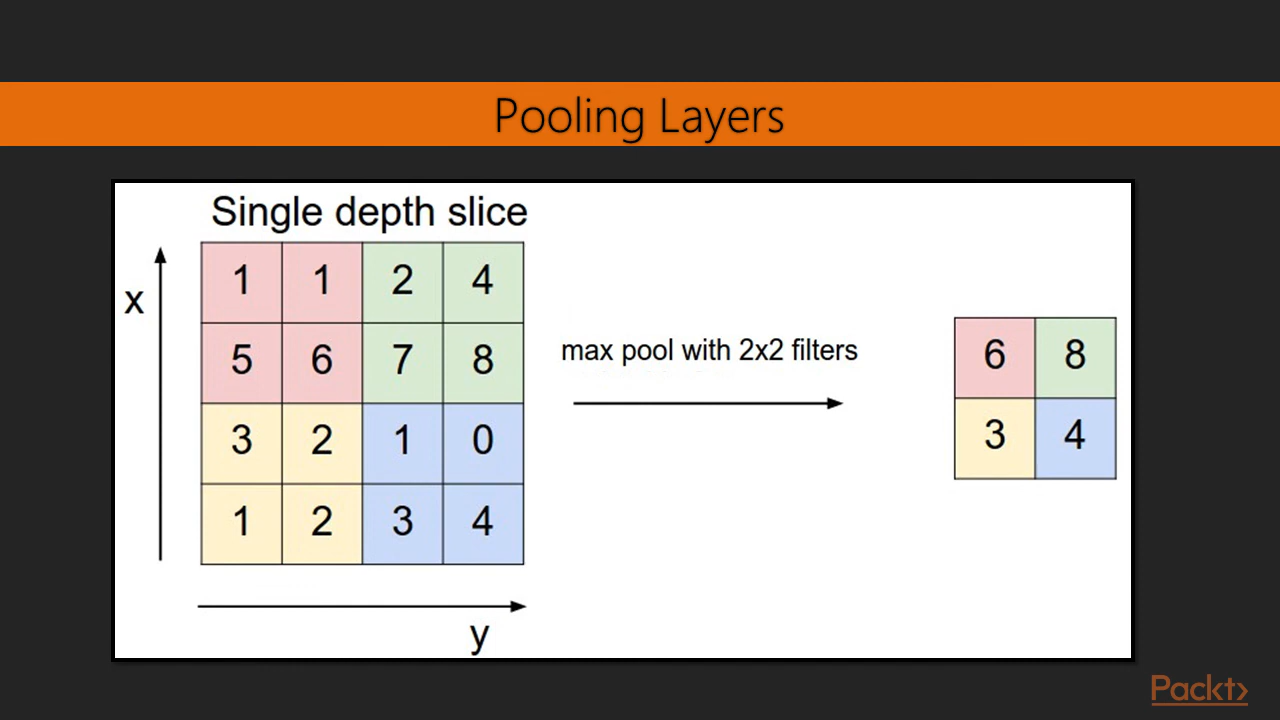 Pooling Layers
Single depth slice
x
1 1 2 4
5 6 7 8
3 2 1 0
1 2 3 4
y
max pool with 2x2 filters
6 8
3 4
Packt>